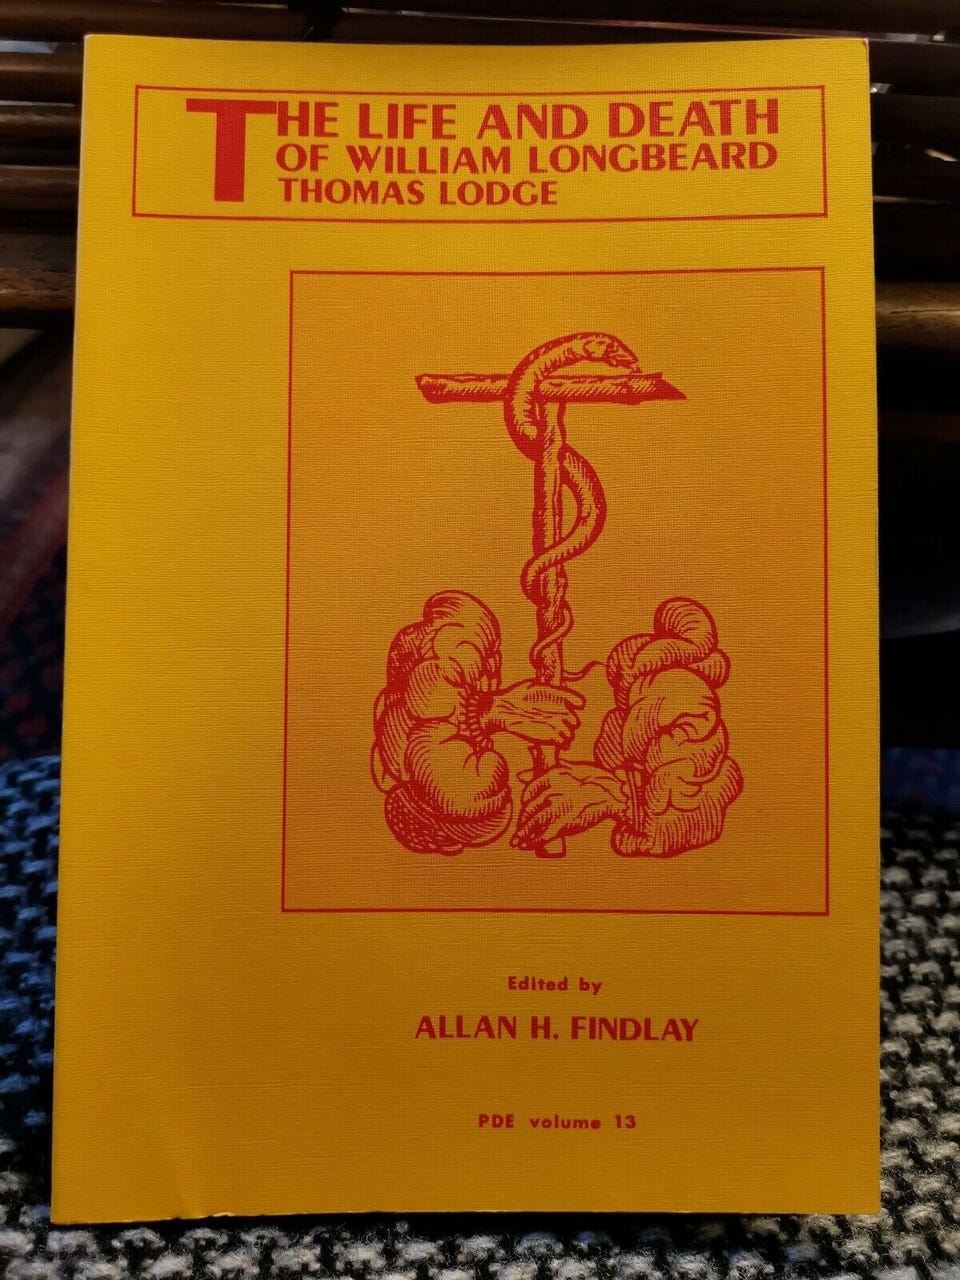 THE LIFE AND DEATH
OF WILLIAM LONGBEARD
THOMAS LODGE
Edited by
ALLAN H. FINDLAY
PDE volume 13